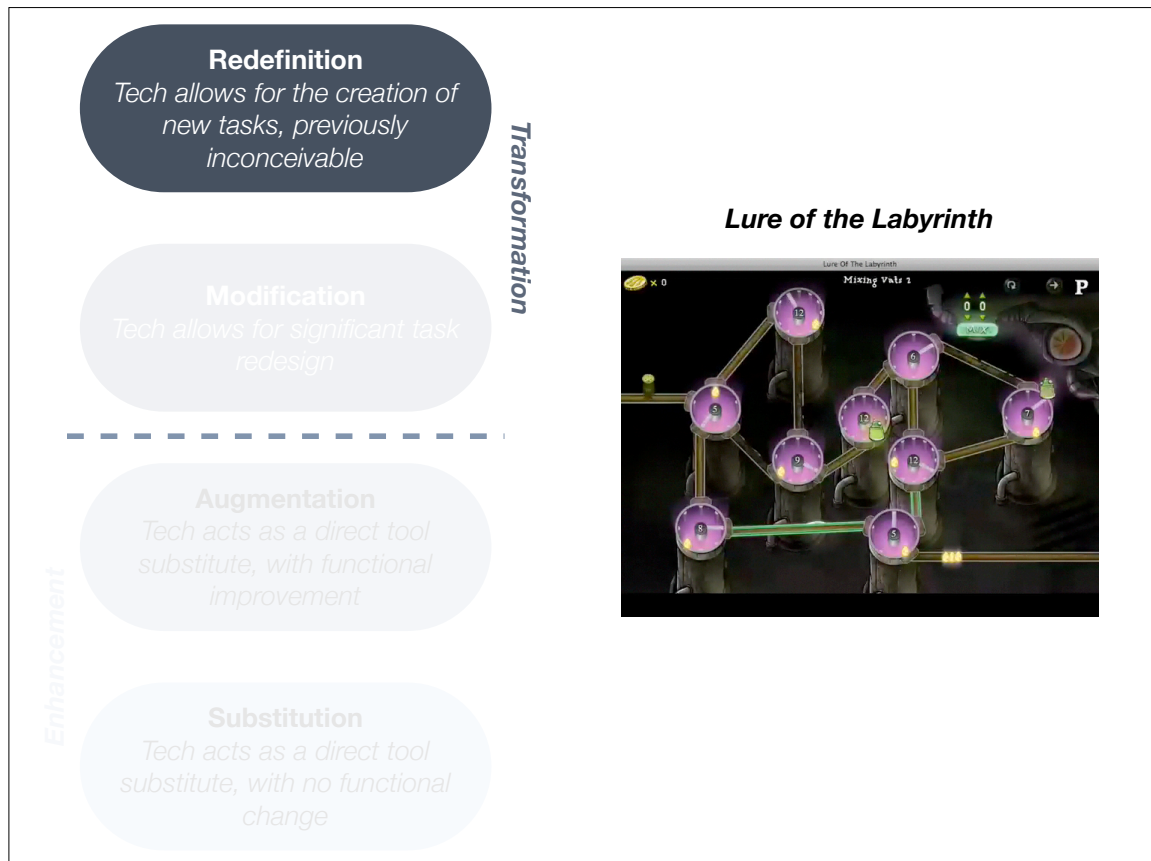 Redefinition
Tech allows for the creation of
new tasks, previously
inconceivable
Transformation
Modification
Tech allows for significant task
redesign
Augmentation
Tech acts as a direct tool
substitute, with functional
improvement
Enhancement
Substitution
Tech acts as a direct tool
substitute, with no functional
change
Lure of the Labyrinth
Lure Of The Labyrinth
× 0
Mixing Vats 2
P
0 0
MIX
12
6
5
12
7
9
12
8
5